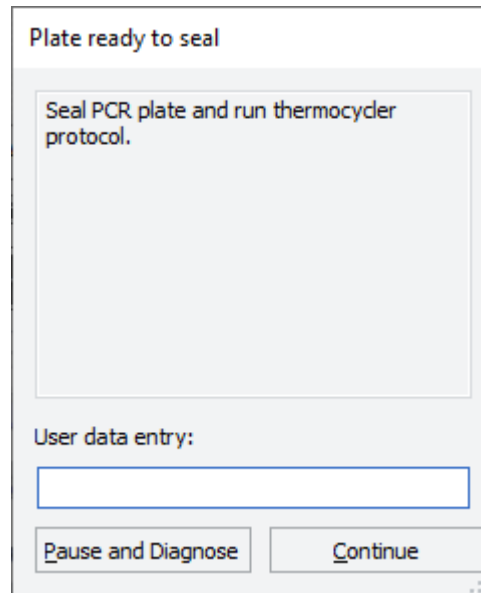 Plate ready to seal
Seal PCR plate and run thermocycler
protocol.
User data entry:
Pause and Diagnose
Continue